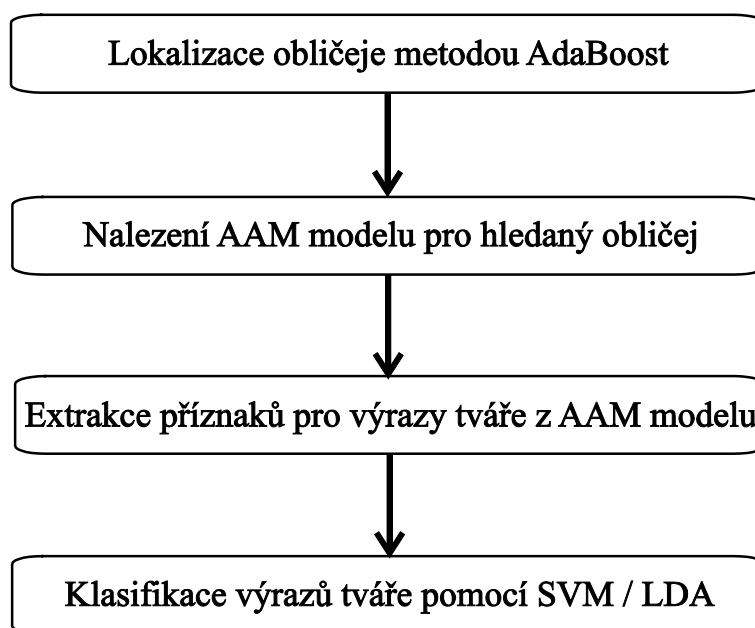 Lokalizace obličeje metodou AdaBoost
Nalezení AAM modelu pro hledaný obličej
Extrakce příznaků pro výrazy tváře z AAM modelu
Klasifikace výrazů tváře pomocí SVM / LDA